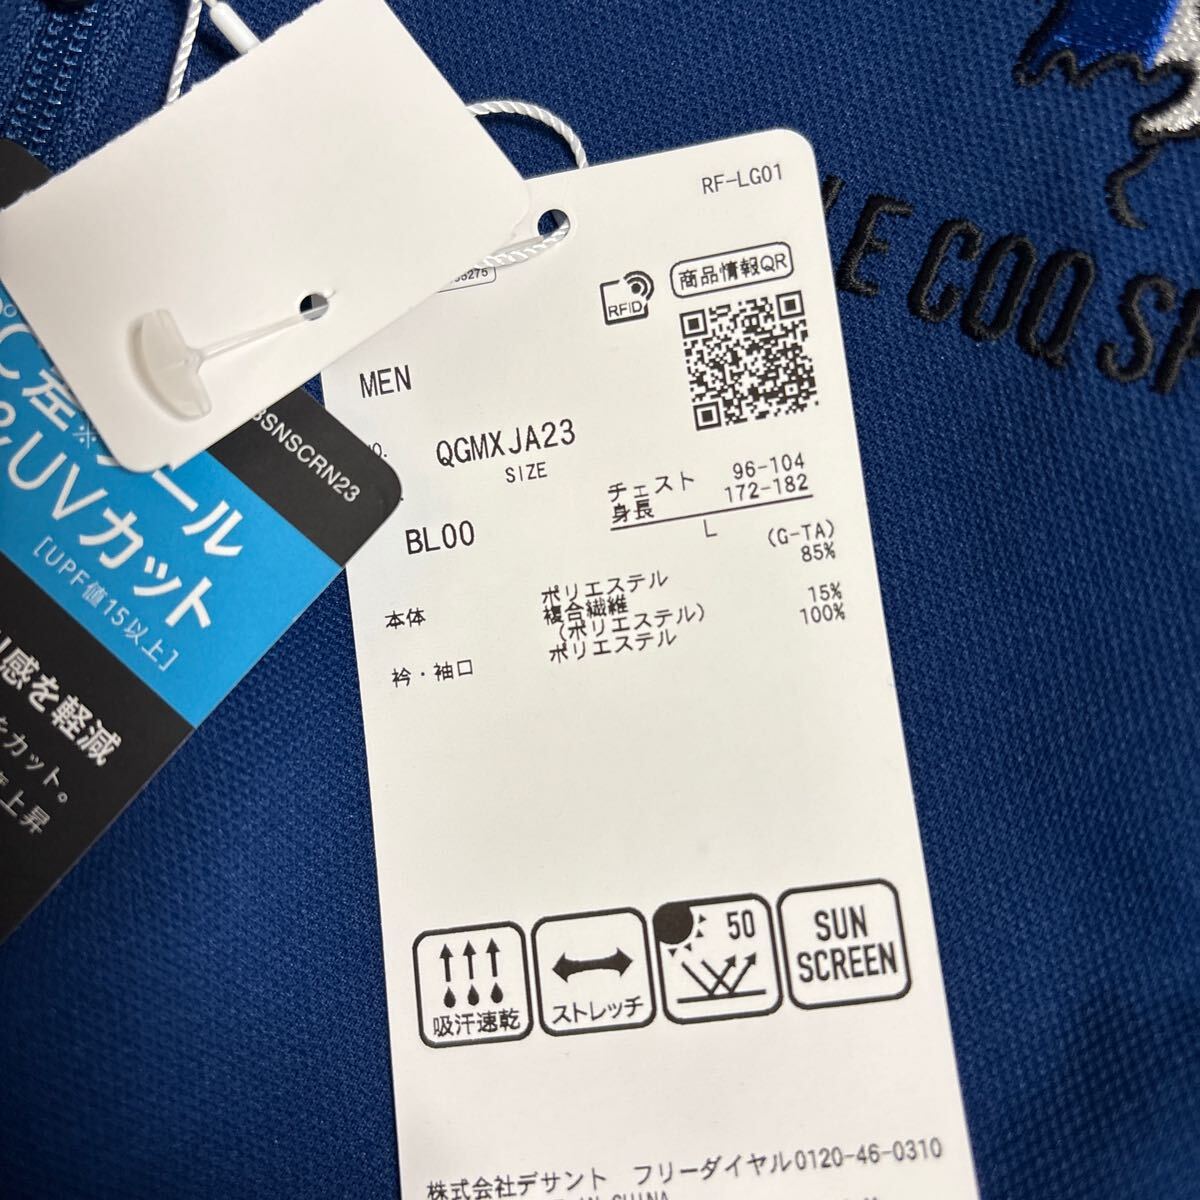 RF-LG01
商品情報QR
RFID
MEN
QGMXJA23
SIZE
チェスト 96-104
身長 172-182
L
BL00
(G-TA)
本体 ポリエステル 85%
複合繊維
(ポリエステル) 15%
衿・袖口 ポリエステル 100%
吸汗速乾
ストレッチ
50
SUN
SCREEN
株式会社デサント フリーダイヤル0120-46-0310
SNSCRN23
℃差※
UVカット
[UPF値15以上]
感を軽減
をカット。
上昇
COQ